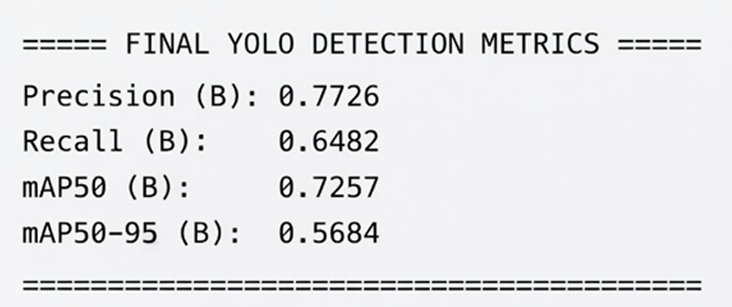 ===== FINAL YOLO DETECTION METRICS =====
Precision (B): 0.7726
Recall (B):    0.6482
mAP50 (B):     0.7257
mAP50-95 (B):  0.5684
========================================